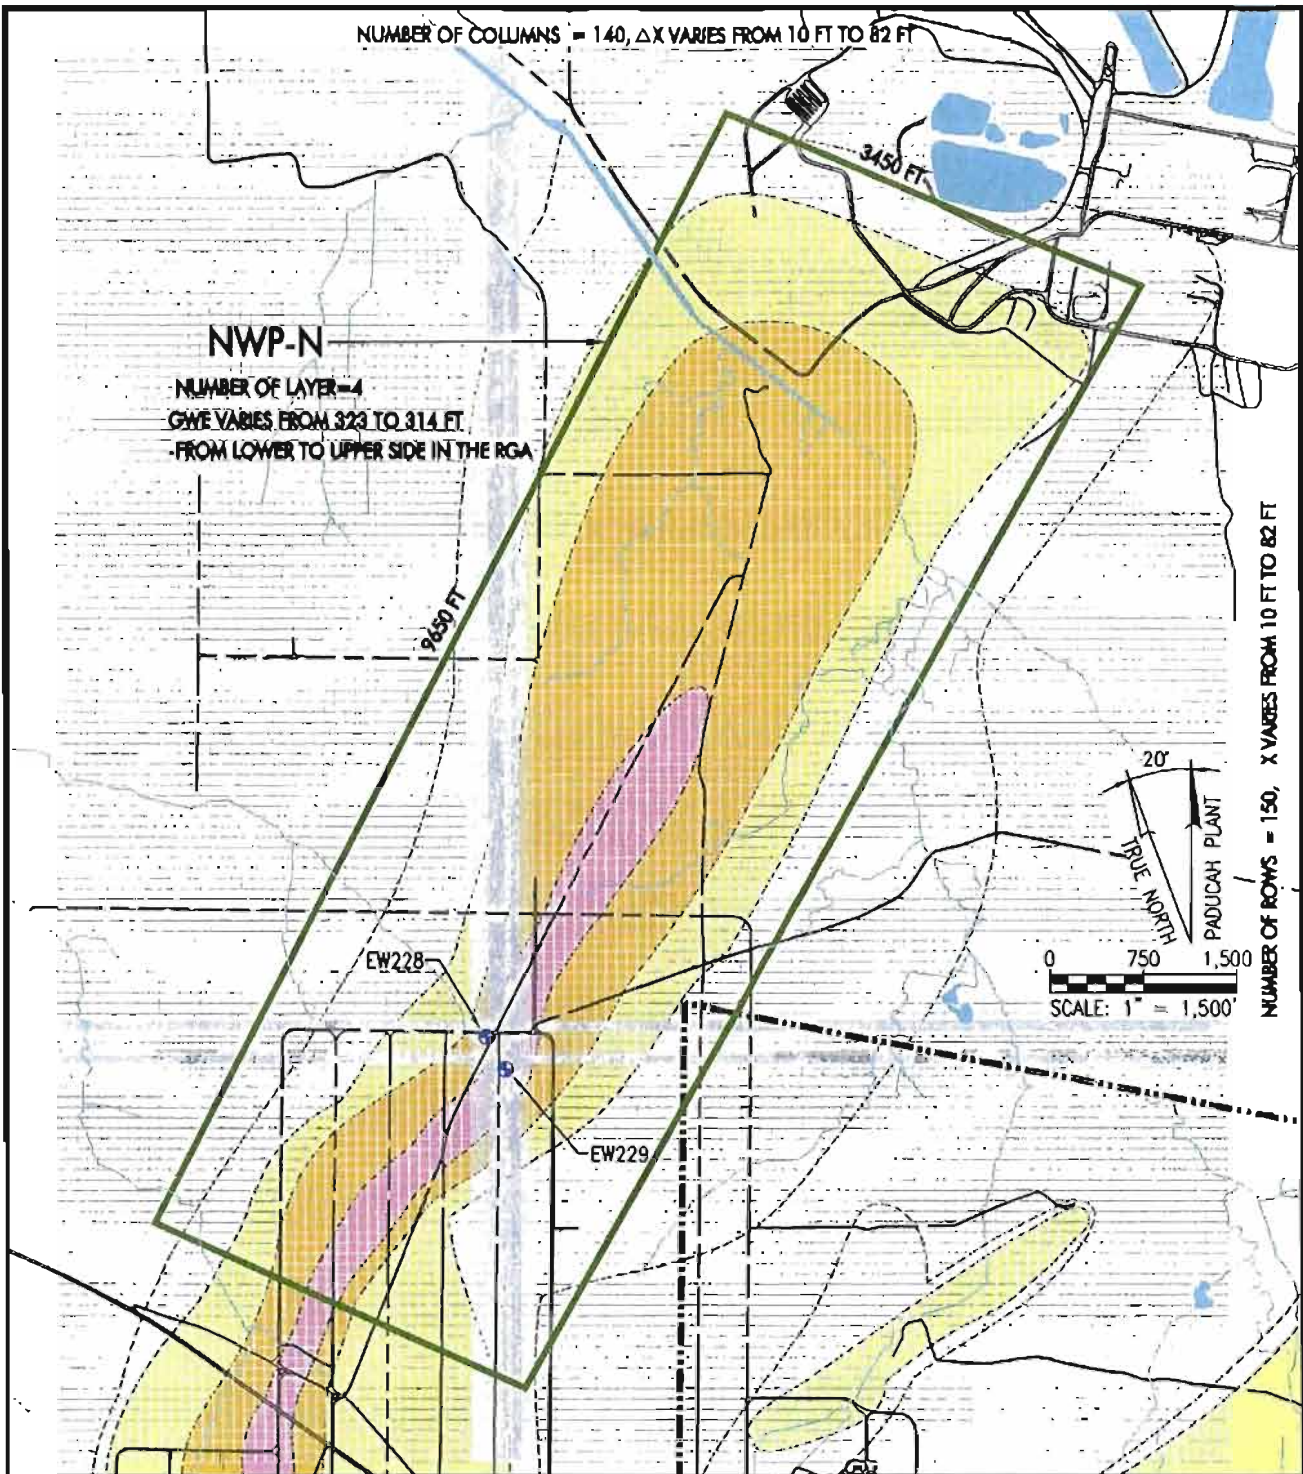 NUMBER OF COLUMNS = 140, △X VARIES FROM 10 FT TO 82 FT
3450 FT
NWP-N
NUMBER OF LAYER=4
GWE VARIES FROM 323 TO 314 FT
-FROM LOWER TO UPPER SIDE IN THE RGA
9650 FT
NUMBER OF ROWS = 150, X VARIES FROM 10 FT TO 82 FT
20°
TRUE NORTH
PADUCAH PLANT
EW228
0 750 1,500
SCALE: 1" = 1,500'
EW229